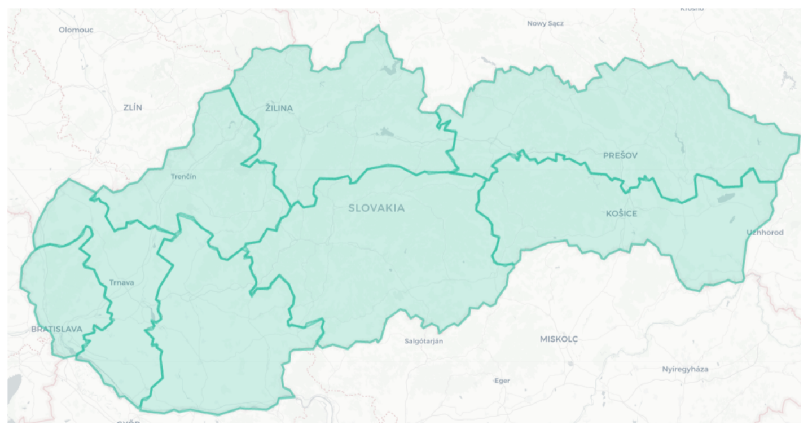 Olomouc
Nowy Sącz
ZLÍN
ŽILINA
PREŠOV
Trenčín
SLOVAKIA
KOŠICE
Uzhhorod
Trnava
BRATISLAVA
Salgótarján
MISKOLC
Nyíregyháza
Eger